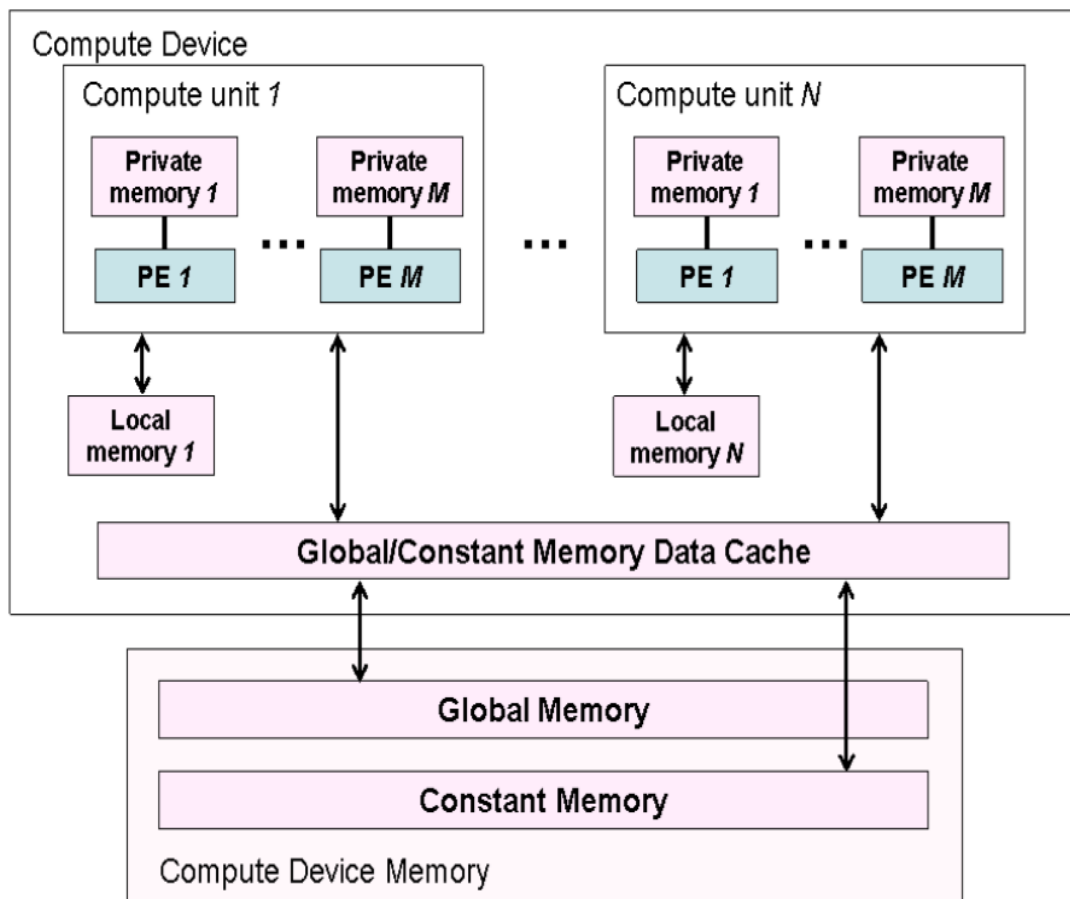 Compute Device
Compute unit 1
Compute unit N
Private
memory 1
Private
memory M
Private
memory 1
Private
memory M
...
...
...
PE 1
PE M
PE 1
PE M
Local
memory 1
Local
memory N
Global/Constant Memory Data Cache
Global Memory
Constant Memory
Compute Device Memory